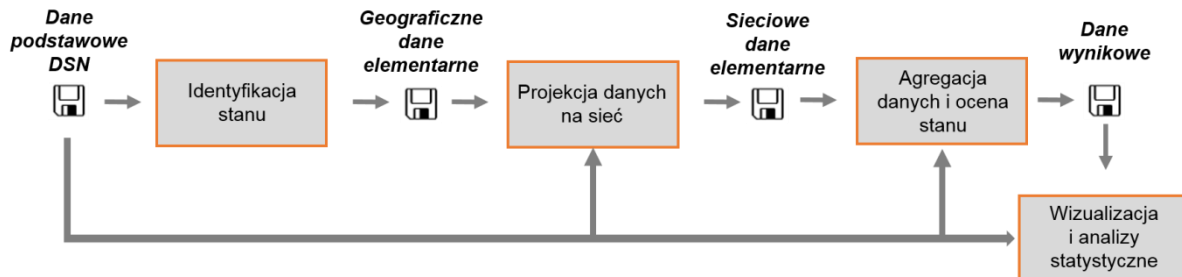 Dane
podstawowe
DSN
Identyfikacja
stanu
Geograficzne
dane
elementarne
Projekcja danych
na sieć
Sieciowe
dane
elementarne
Agregacja
danych i ocena
stanu
Dane
wynikowe
Wizualizacja
i analizy
statystyczne